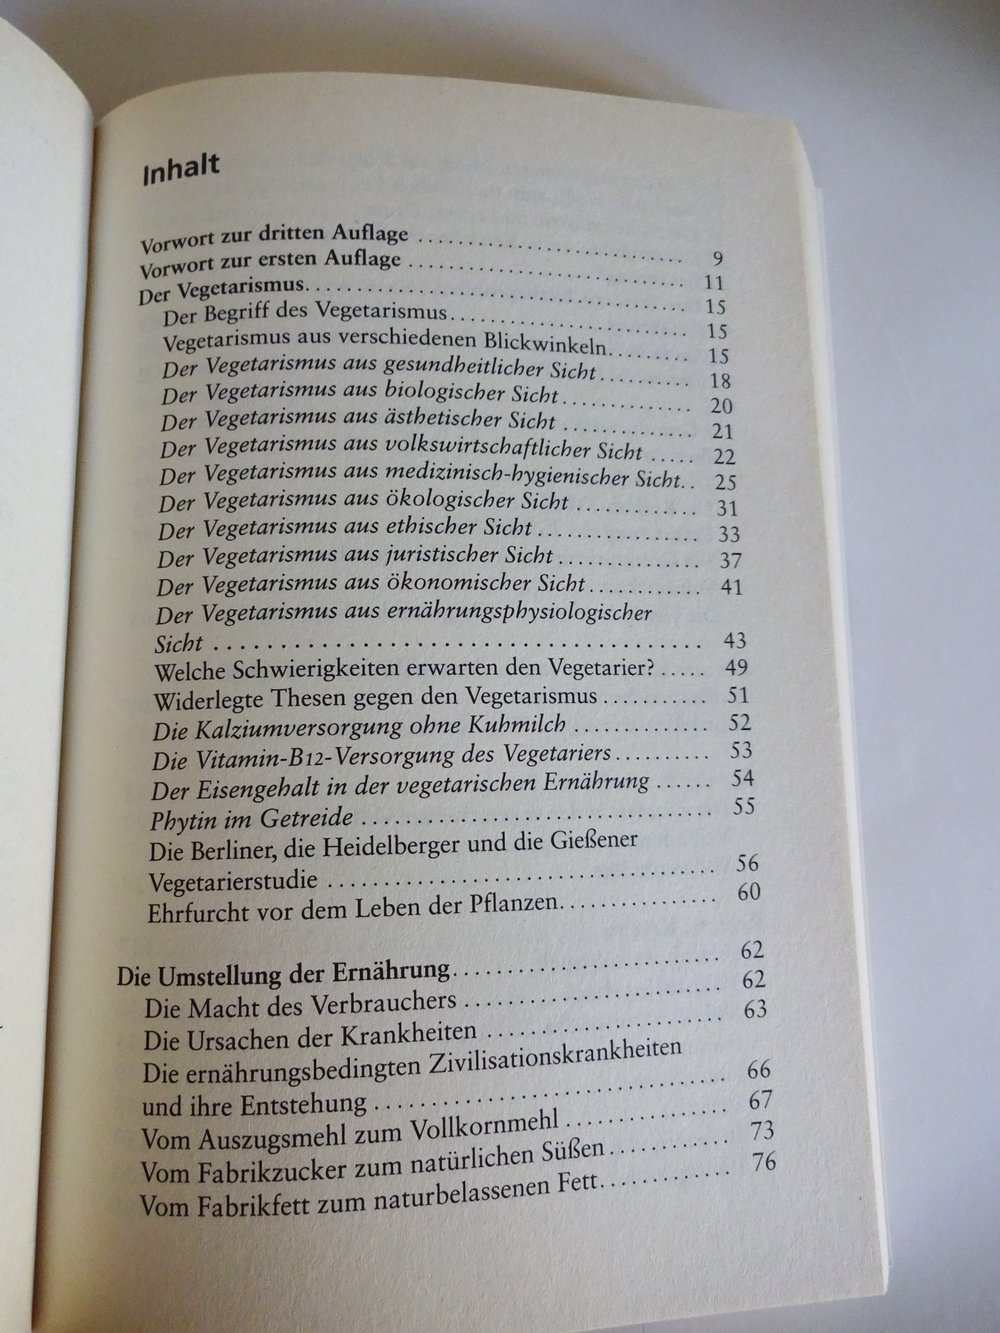 Inhalt
Vorwort zur dritten Auflage ........................ 9
Vorwort zur ersten Auflage ........................ 11
Der Vegetarismus................................. 15
Der Begriff des Vegetarismus..................... 15
Vegetarismus aus verschiedenen Blickwinkeln........ 15
Der Vegetarismus aus gesundheitlicher Sicht.......... 18
Der Vegetarismus aus biologischer Sicht............. 20
Der Vegetarismus aus ästhetischer Sicht ............. 21
Der Vegetarismus aus volkswirtschaftlicher Sicht ..... 22
Der Vegetarismus aus medizinisch-hygienischer Sicht.. 25
Der Vegetarismus aus ökologischer Sicht ............ 31
Der Vegetarismus aus ethischer Sicht................ 33
Der Vegetarismus aus juristischer Sicht.............. 37
Der Vegetarismus aus ökonomischer Sicht............ 41
Der Vegetarismus aus ernährungsphysiologischer
Sicht ..................................... 43
Welche Schwierigkeiten erwarten den Vegetarier?..... 49
Widerlegte Thesen gegen den Vegetarismus ........... 51
Die Kalziumversorgung ohne Kuhmilch ............. 52
Die Vitamin-B12-Versorgung des Vegetariers.......... 53
Der Eisengehalt in der vegetarischen Ernährung ...... 54
Phytin im Getreide ............................... 55
Die Berliner, die Heidelberger und die Gießener
Vegetarierstudie ................................ 56
Ehrfurcht vor dem Leben der Pflanzen............... 60
Die Umstellung der Ernährung...................... 62
Die Macht des Verbrauchers ...................... 62
Die Ursachen der Krankheiten ..................... 63
Die ernährungsbedingten Zivilisationskrankheiten
und ihre Entstehung ............................. 66
Vom Auszugsmehl zum Vollkornmehl ............. 67
Vom Fabrikzucker zum natürlichen Süßen........... 73
Vom Fabrikfett zum naturbelassenen Fett............ 76